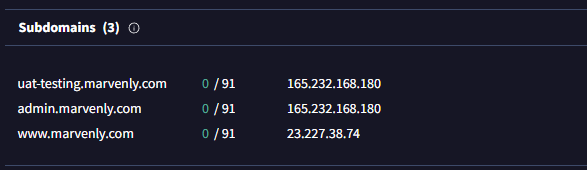 Subdomains (3)
uat-testing.marvenly.com 0 / 91 165.232.168.180
admin.marvenly.com 0 / 91 165.232.168.180
www.marvenly.com 0 / 91 23.227.38.74